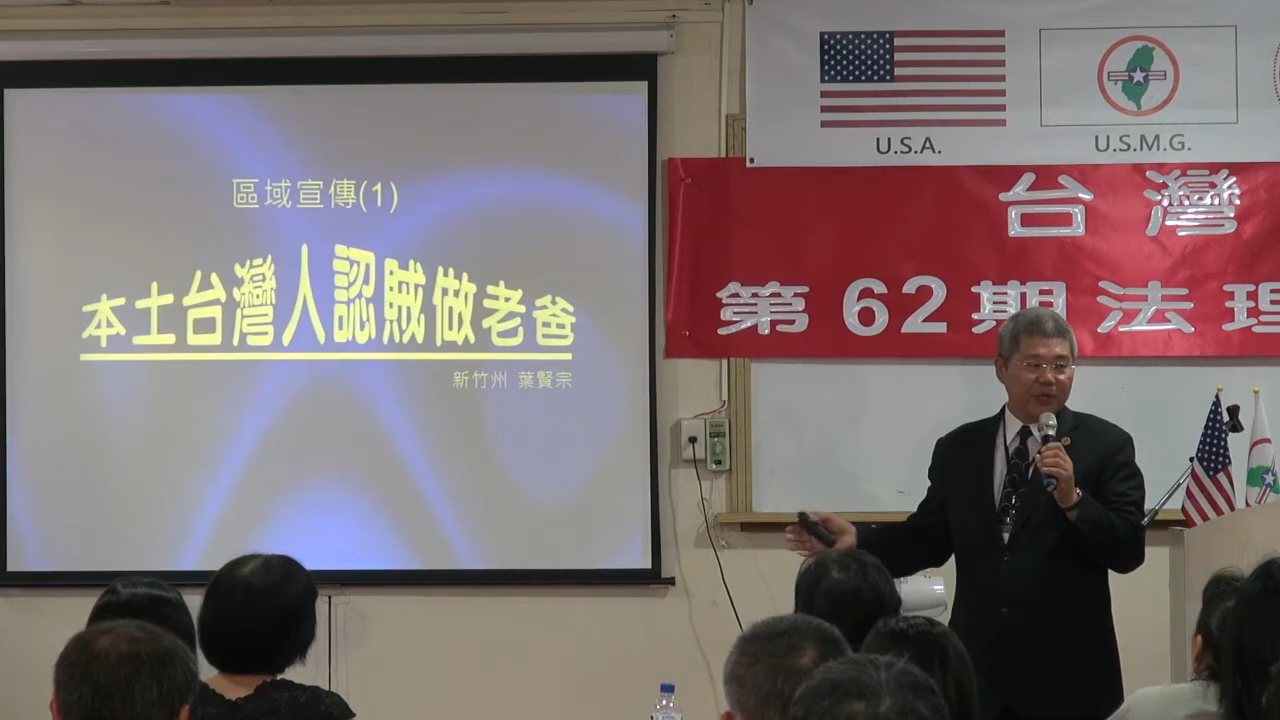 區域宣傳(1)
本土台灣人認賊做老爸
新竹州 葉賢宗
U.S.A.
U.S.M.G.
台灣
第62期法理